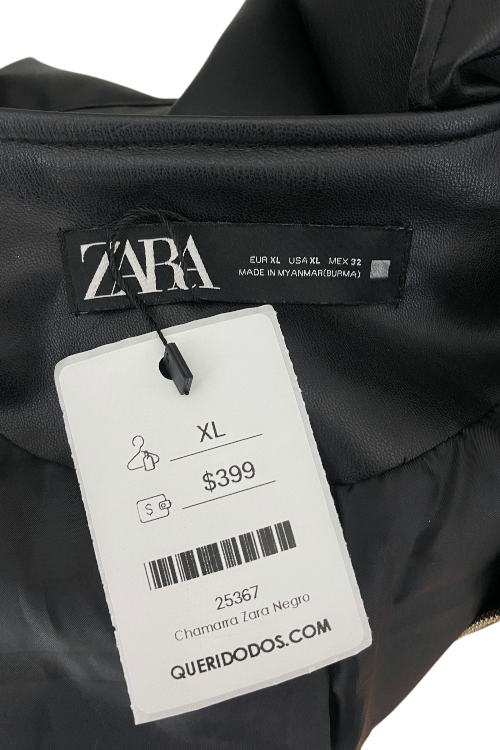 ZARA
EUR XL USA XL MEX 32
MADE IN MYANMAR(BURMA)
XL
$
$399
25367
Chamarra Zara Negro
QUERIDODOS.COM